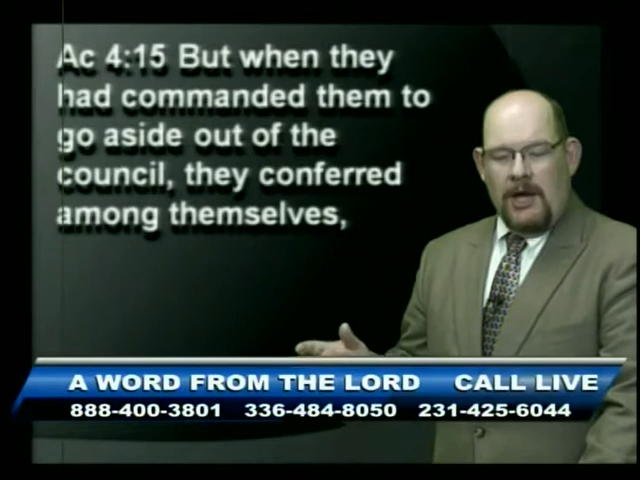 Ac 4:15 But when they
had commanded them to
go aside out of the
council, they conferred
among themselves,
A WORD FROM THE LORD CALL LIVE
888-400-3801 336-484-8050 231-425-6044